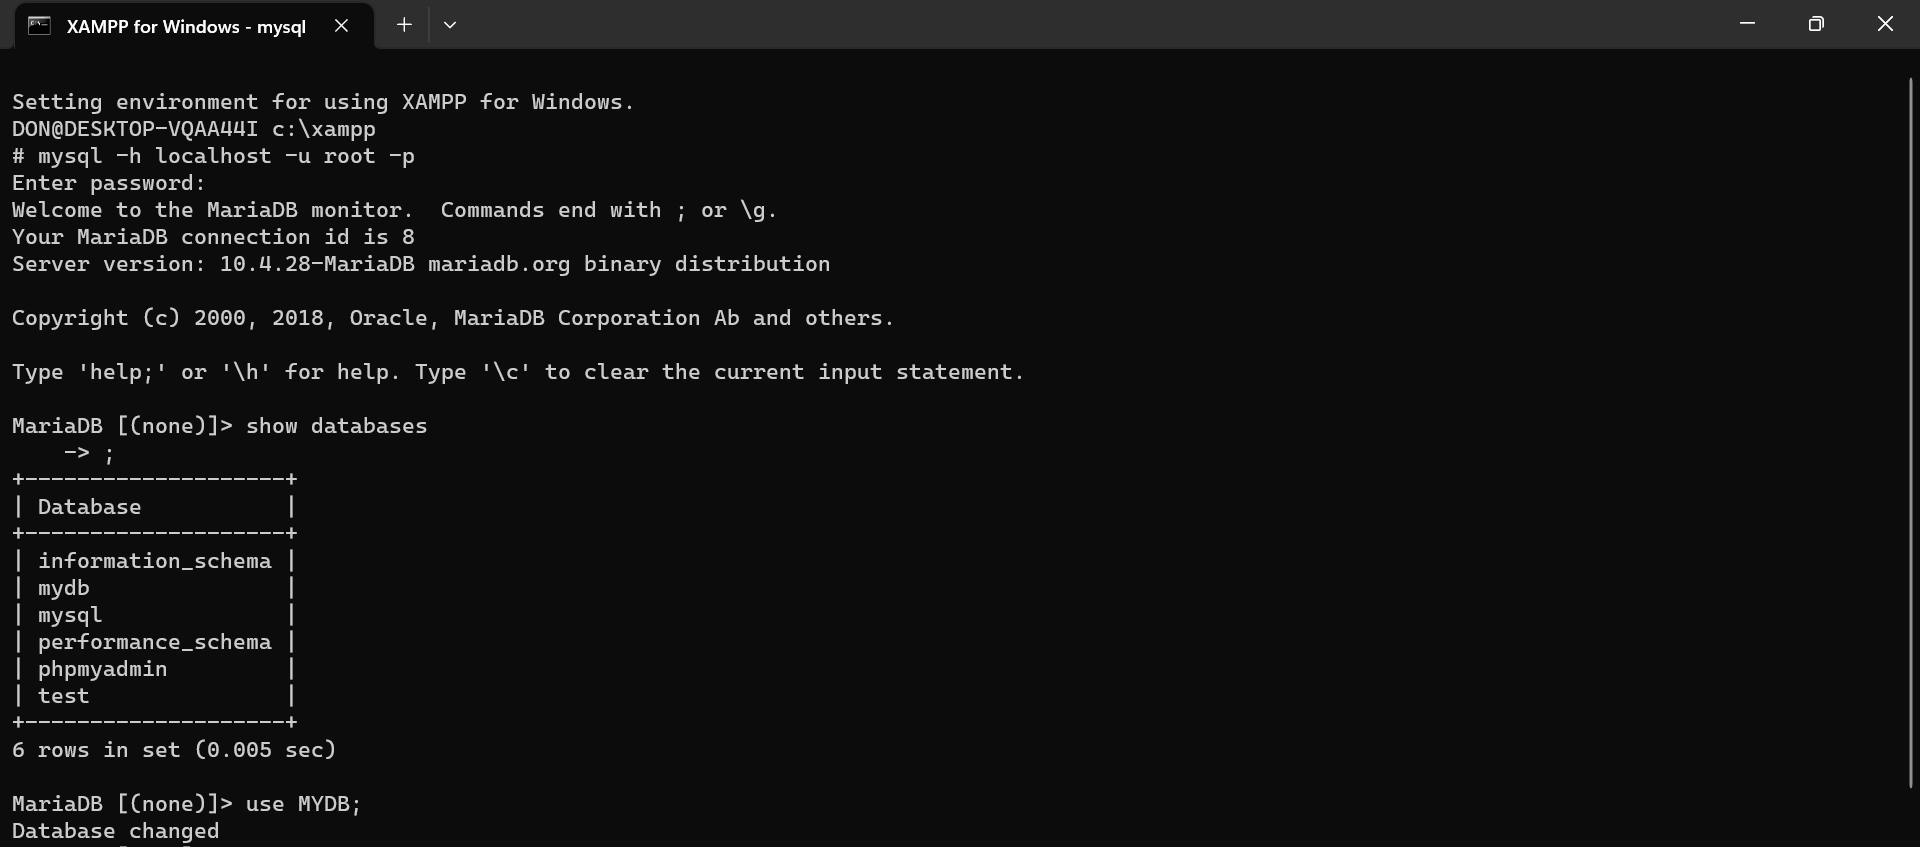 XAMPP for Windows - mysql
Setting environment for using XAMPP for Windows.
DON@DESKTOP-VQAA44I c:\xampp
# mysql -h localhost -u root -p
Enter password:
Welcome to the MariaDB monitor.  Commands end with ; or \g.
Your MariaDB connection id is 8
Server version: 10.4.28-MariaDB mariadb.org binary distribution
Copyright (c) 2000, 2018, Oracle, MariaDB Corporation Ab and others.
Type 'help;' or '\h' for help. Type '\c' to clear the current input statement.
MariaDB [(none)]> show databases
    -> ;
+--------------------+
| Database           |
+--------------------+
| information_schema |
| mydb               |
| mysql              |
| performance_schema |
| phpmyadmin         |
| test               |
+--------------------+
6 rows in set (0.005 sec)
MariaDB [(none)]> use MYDB;
Database changed